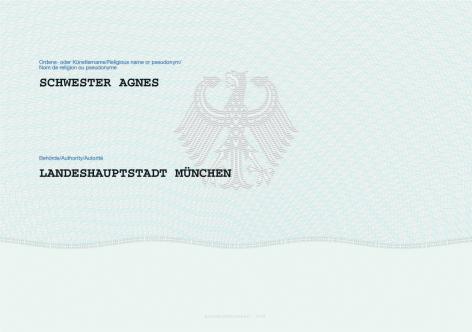 Ordens- oder Künstlername/Religious name or pseudonym/
Nom de religion ou pseudonyme
SCHWESTER AGNES
Behörde/Authority/Autorité
LANDESHAUPTSTADT MÜNCHEN